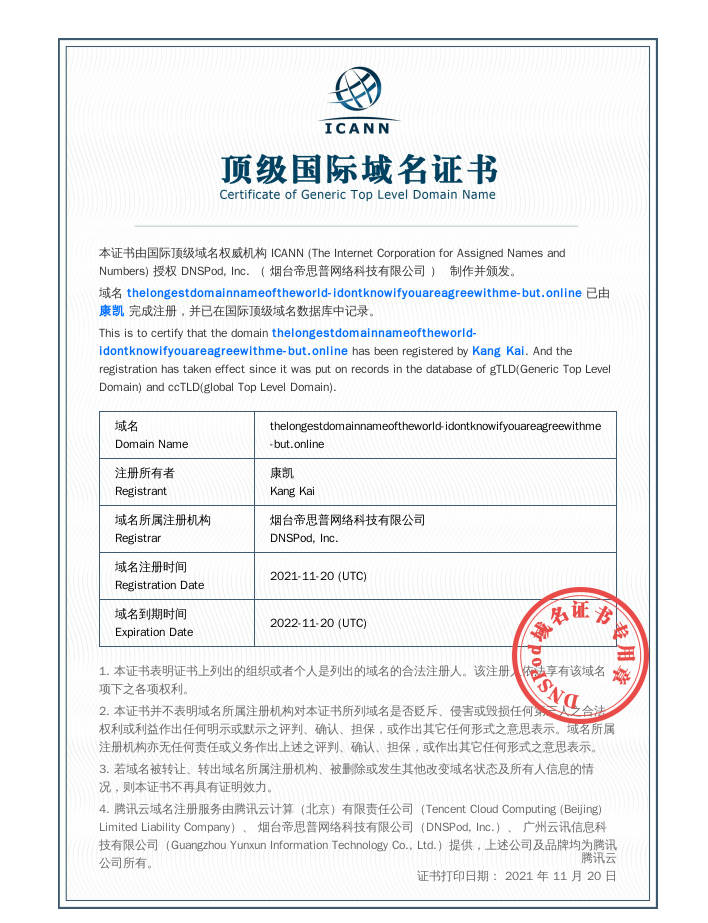 ICANN
顶级国际域名证书
Certificate of Generic Top Level Domain Name
本证书由国际顶级域名权威机构 ICANN (The Internet Corporation for Assigned Names and
Numbers) 授权 DNSPod, Inc. （ 烟台帝思普网络科技有限公司 ） 制作并颁发。
域名 thelongestdomainnameoftheworld-idontknowifyouareagreewithme-but.online 已由
康凯 完成注册，并已在国际顶级域名数据库中记录。
This is to certify that the domain thelongestdomainnameoftheworld-
idontknowifyouareagreewithme-but.online has been registered by Kang Kai. And the
registration has taken effect since it was put on records in the database of gTLD(Generic Top Level
Domain) and ccTLD(global Top Level Domain).
域名
Domain Name
thelongestdomainnameoftheworld-idontknowifyouareagreewithme
-but.online
注册所有者
Registrant
康凯
Kang Kai
域名所属注册机构
Registrar
烟台帝思普网络科技有限公司
DNSPod, Inc.
域名注册时间
Registration Date
2021-11-20 (UTC)
域名到期时间
Expiration Date
2022-11-20 (UTC)
DNSPod域名证书专用章
1. 本证书表明证书上列出的组织或者个人是列出的域名的合法注册人。该注册人依法享有该域名
项下之各项权利。
2. 本证书并不表明域名所属注册机构对本证书所列域名是否贬斥、侵害或毁损任何第三人之合法
权利或利益作出任何明示或默示之评判、确认、担保，或作出其它任何形式之意思表示。域名所属
注册机构亦无任何责任或义务作出上述之评判、确认、担保，或作出其它任何形式之意思表示。
3. 若域名被转让、转出域名所属注册机构、被删除或发生其他改变域名状态及所有人信息的情
况，则本证书不再具有证明效力。
4. 腾讯云域名注册服务由腾讯云计算（北京）有限责任公司（Tencent Cloud Computing (Beijing)
Limited Liability Company）、 烟台帝思普网络科技有限公司（DNSPod, Inc.）、 广州云讯信息科
技有限公司（Guangzhou Yunxun Information Technology Co., Ltd.）提供，上述公司及品牌均为腾讯
公司所有。
腾讯云
证书打印日期： 2021 年 11 月 20 日